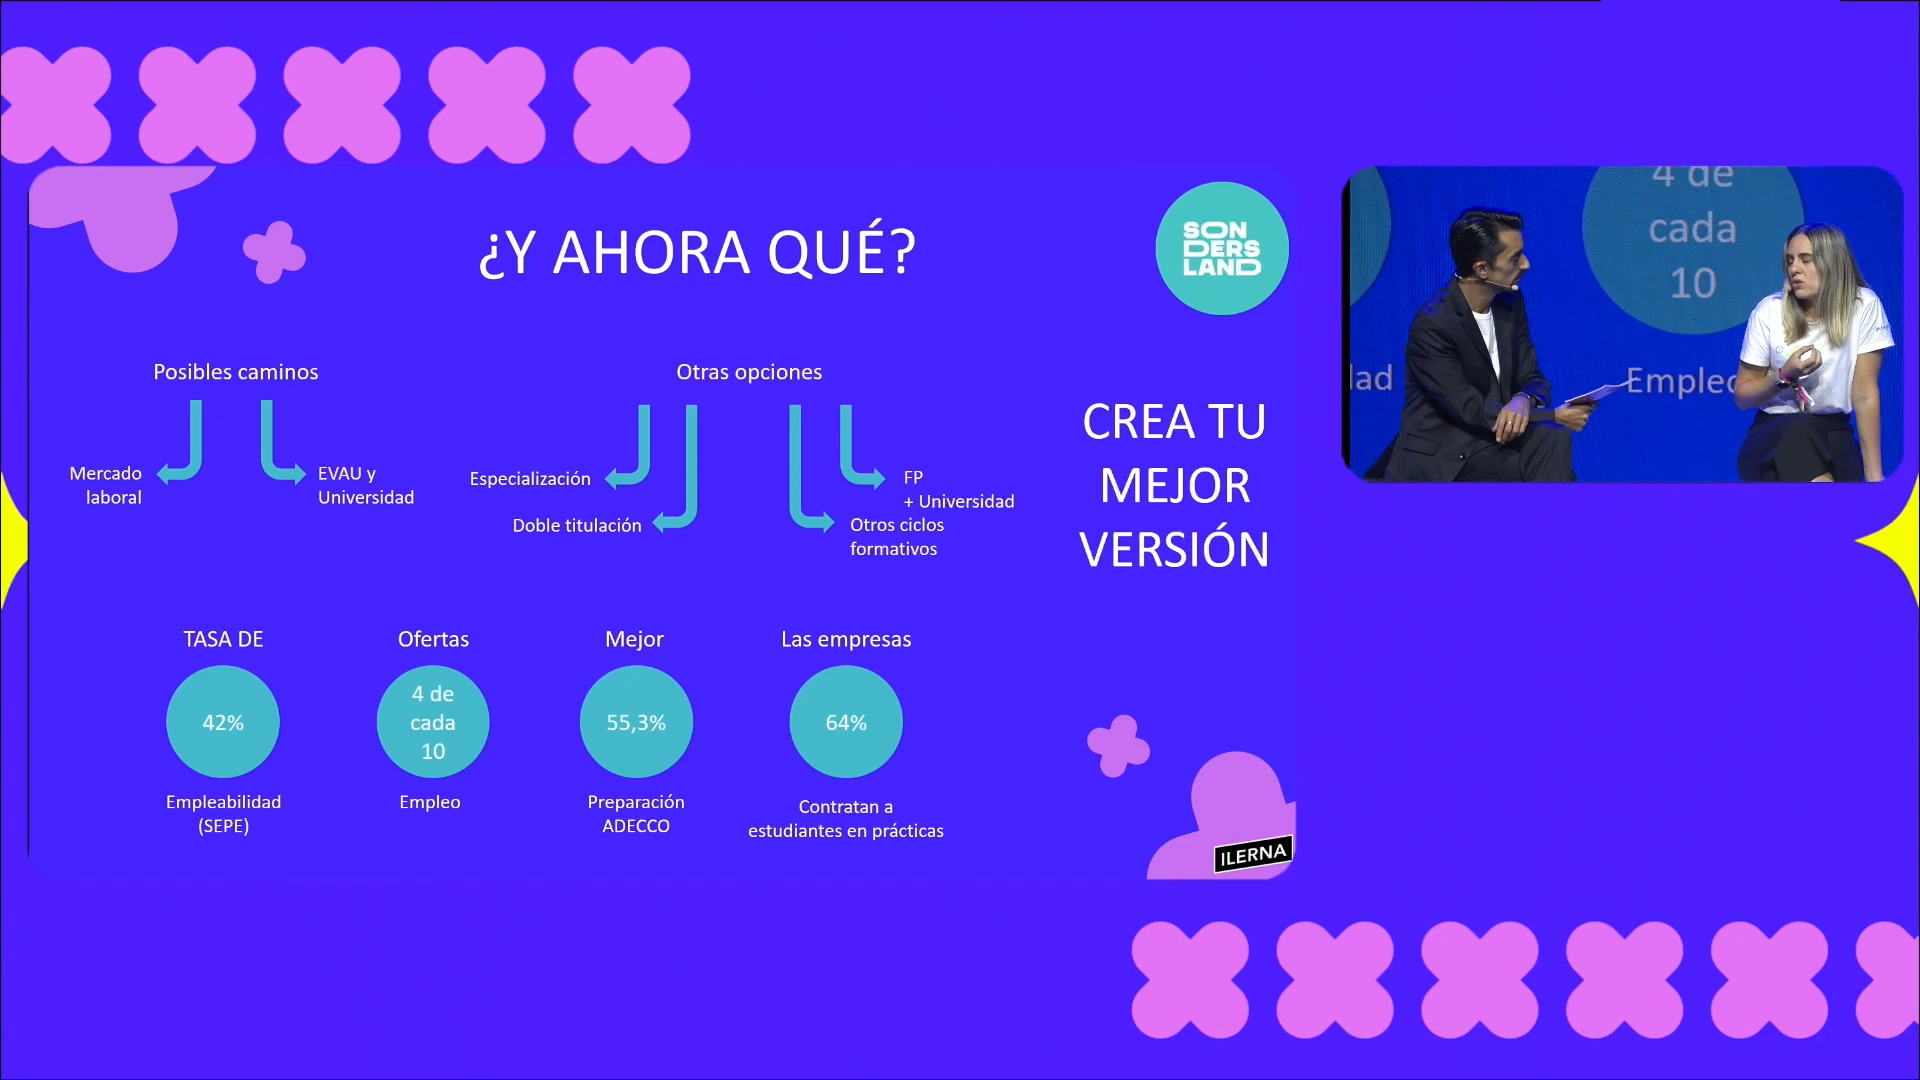 ¿Y AHORA QUÉ?
SON
DERS
LAND
Posibles caminos
Mercado
laboral
EVAU y
Universidad
Otras opciones
Especialización
Doble titulación
FP
+ Universidad
Otros ciclos
formativos
CREA TU
MEJOR
VERSIÓN
TASA DE
42%
Empleabilidad
(SEPE)
Ofertas
4 de
cada
10
Empleo
Mejor
55,3%
Preparación
ADECCO
Las empresas
64%
Contratan a
estudiantes en prácticas
ILERNA
4 de
cada
10
dad
Empleo